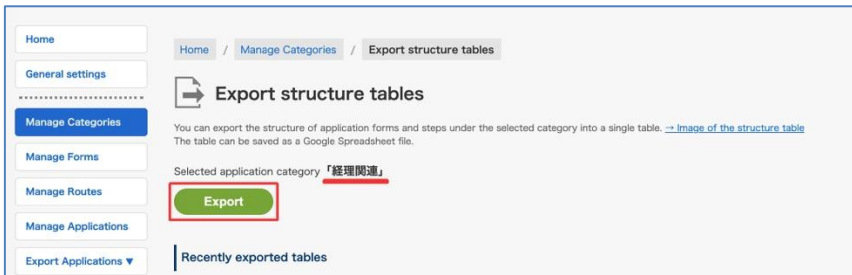 Home
General settings
Manage Categories
Manage Forms
Manage Routes
Manage Applications
Export Applications ▼
Home / Manage Categories / Export structure tables
Export structure tables
You can export the structure of application forms and steps under the selected category into a single table. → Image of the structure table
The table can be saved as a Google Spreadsheet file.
Selected application category「経理関連」
Export
Recently exported tables